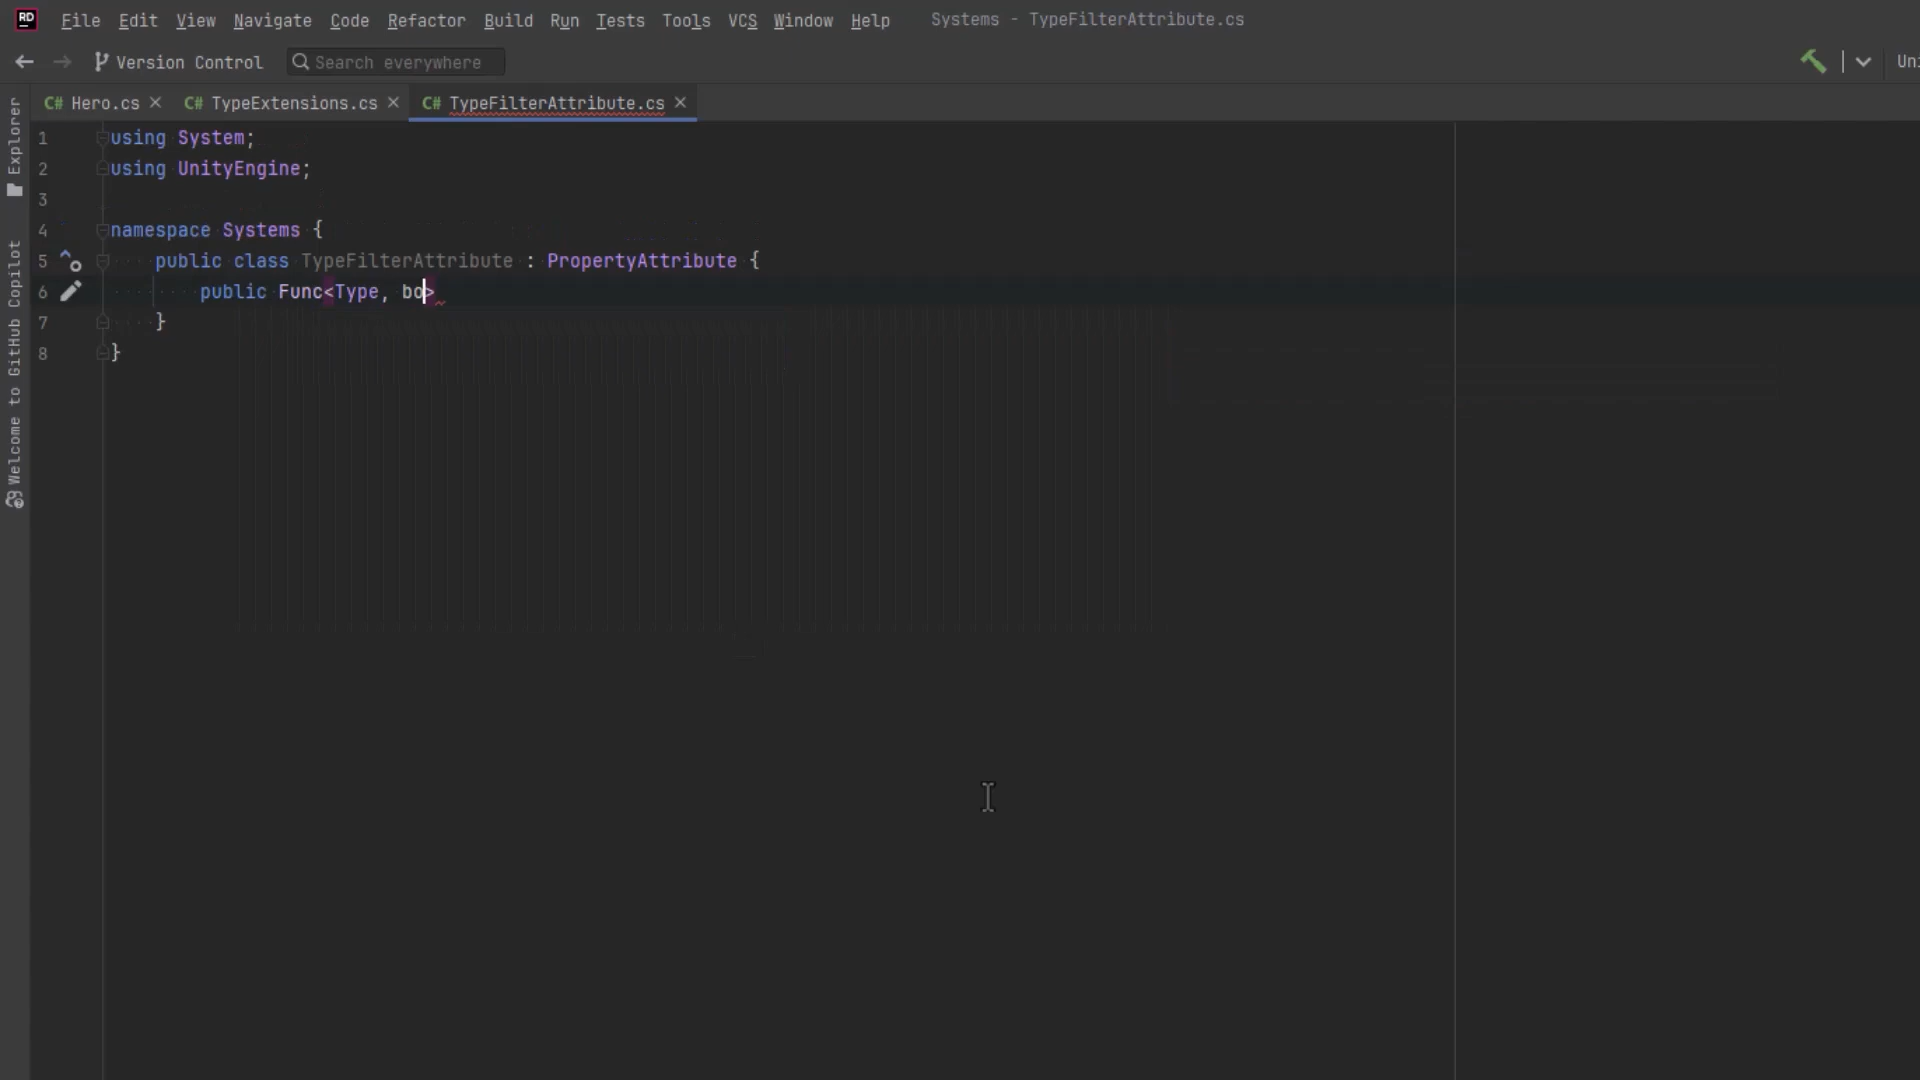 RD File Edit View Navigate Code Refactor Build Run Tests Tools VCS Window Help Systems - TypeFilterAttribute.cs
Version Control Search everywhere Uni
C# Hero.cs C# TypeExtensions.cs C# TypeFilterAttribute.cs
Explorer
Welcome to GitHub Copilot
1 using System;
2 using UnityEngine;
3
4 namespace Systems {
5 public class TypeFilterAttribute : PropertyAttribute {
6 public Func<Type, bo>
7 }
8 }